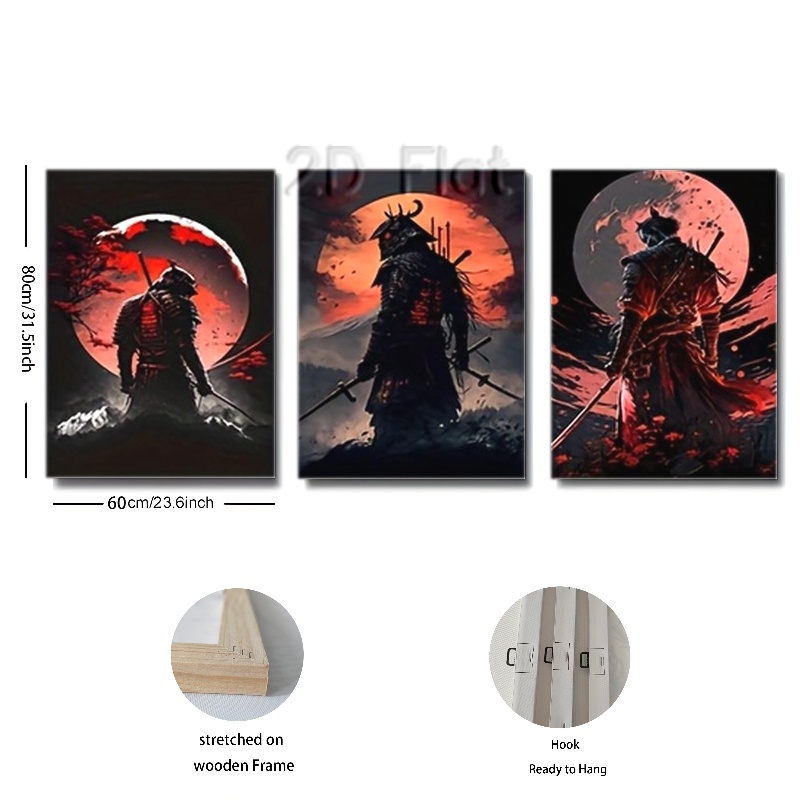 2D Flat
80cm/31.5inch
60cm/23.6inch
stretched on
wooden Frame
Hook
Ready to Hang